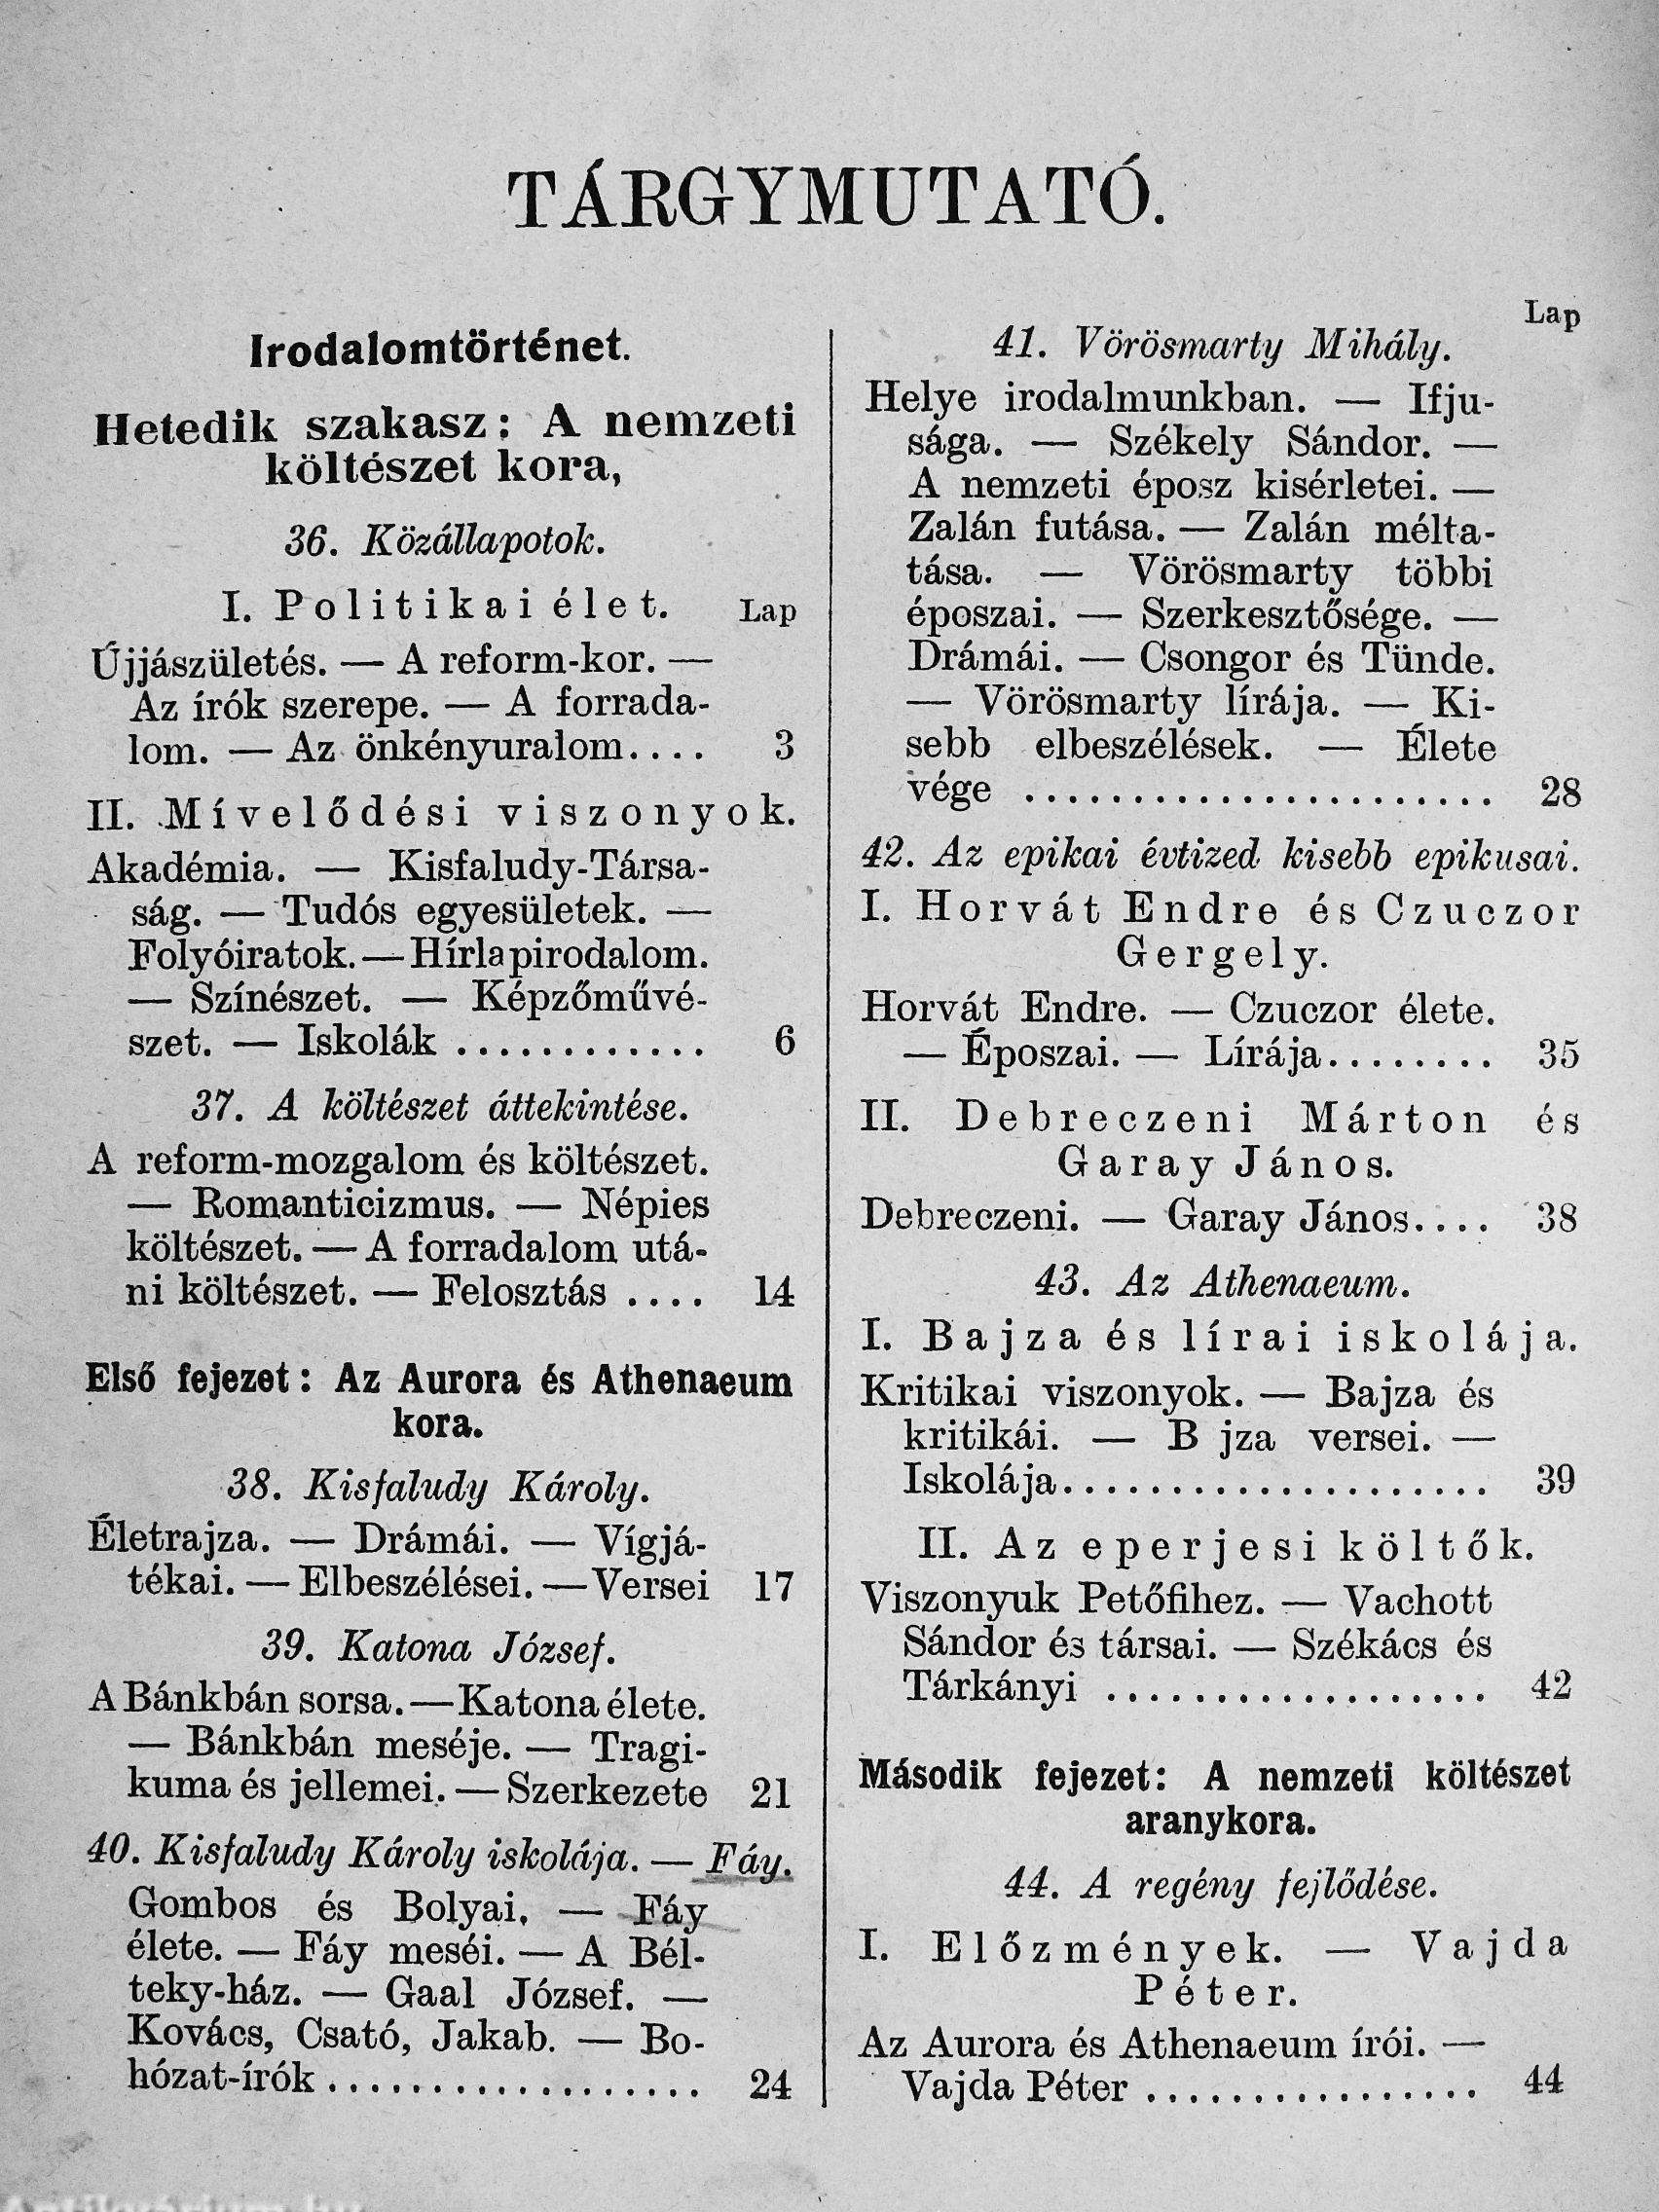 TÁRGYMUTATÓ.
Irodalomtörténet.
Hetedik szakasz: A nemzeti
költészet kora,
36. Közállapotok.
I. Politikai élet. Lap
Újjászületés. — A reform-kor. —
Az írók szerepe. — A forrada-
lom. — Az önkényuralom.... 3
II. Mívelődési viszonyok.
Akadémia. — Kisfaludy-Társa-
ság. — Tudós egyesületek. —
Folyóiratok. — Hírlapirodalom.
— Színészet. — Képzőművé-
szet. — Iskolák ............ 6
37. A költészet áttekintése.
A reform-mozgalom és költészet.
— Romanticizmus. — Népies
költészet. — A forradalom utá-
ni költészet. — Felosztás .... 14
Első fejezet: Az Aurora és Athenaeum
kora.
38. Kisfaludy Károly.
Életrajza. — Drámái. — Vígjá-
tékai. — Elbeszélései. — Versei 17
39. Katona József.
A Bánkbán sorsa. — Katona élete.
— Bánkbán meséje. — Tragi-
kuma és jellemei. — Szerkezete 21
40. Kisfaludy Károly iskolája. — Fáy.
Gombos és Bolyai. — Fáy
élete. — Fáy meséi. — A Bél-
teky-ház. — Gaal József. —
Kovács, Csató, Jakab. — Bo-
hózat-írók ................. 24
Lap
41. Vörösmarty Mihály.
Helye irodalmunkban. — Ifju-
sága. — Székely Sándor. —
A nemzeti éposz kisérletei. —
Zalán futása. — Zalán mélta-
tása. — Vörösmarty többi
époszai. — Szerkesztősége. —
Drámái. — Csongor és Tünde.
— Vörösmarty lírája. — Ki-
sebb elbeszélések. — Élete
vége ...................... 28
42. Az epikai évtized kisebb epikusai.
I. Horvát Endre és Czuczor
Gergely.
Horvát Endre. — Czuczor élete.
— Époszai. — Lírája........ 35
II. Debreczeni Márton és
Garay János.
Debreczeni. — Garay János.... 38
43. Az Athenaeum.
I. Bajza és lírai iskolája.
Kritikai viszonyok. — Bajza és
kritikái. — B jza versei. —
Iskolája.................... 39
II. Az eperjesi költők.
Viszonyuk Petőfihez. — Vachott
Sándor és társai. — Székács és
Tárkányi .................. 42
Második fejezet: A nemzeti költészet
aranykora.
44. A regény fejlődése.
I. Előzmények. — Vajda
Péter.
Az Aurora és Athenaeum írói. —
Vajda Péter ................ 44